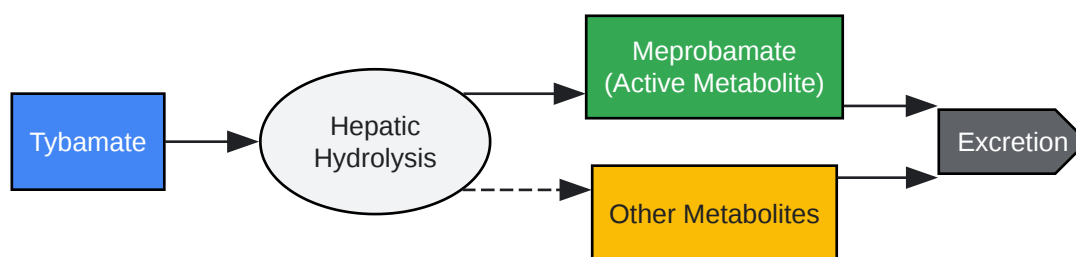 Tybamate
Hepatic
Hydrolysis
Meprobamate
(Active Metabolite)
Other Metabolites
Excretion